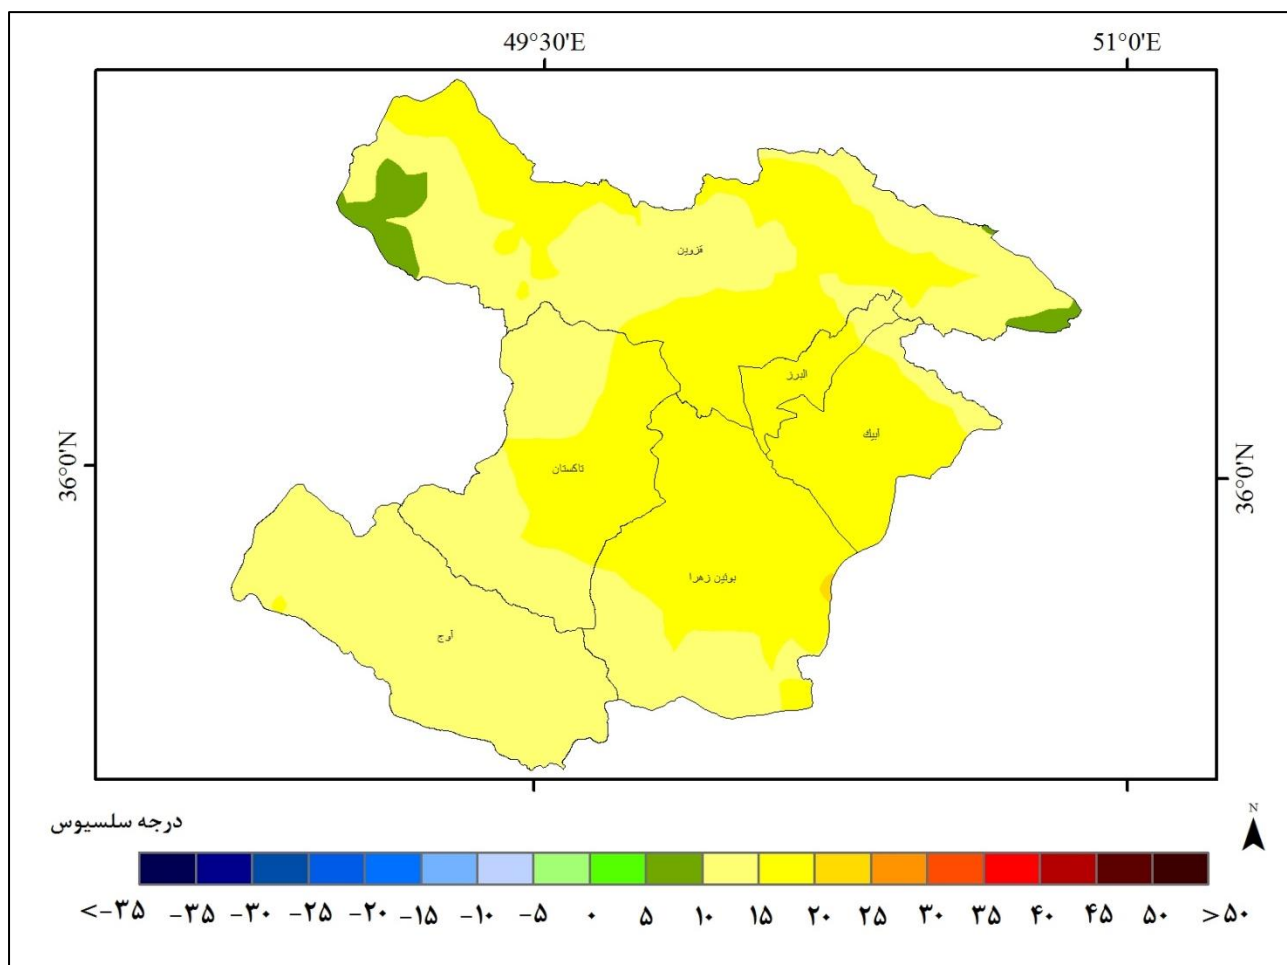 49°30'E 51°0'E
قزوین
البرز
آبیک
36°0'N 36°0'N
تاکستان
بوئین زهرا
آوج
درجه سلسیوس
N
<-۳۵ -۳۵ -۳۰ -۲۵ -۲۰ -۱۵ -۱۰ -۵ ۰ ۵ ۱۰ ۱۵ ۲۰ ۲۵ ۳۰ ۳۵ ۴۰ ۴۵ ۵۰ >۵۰